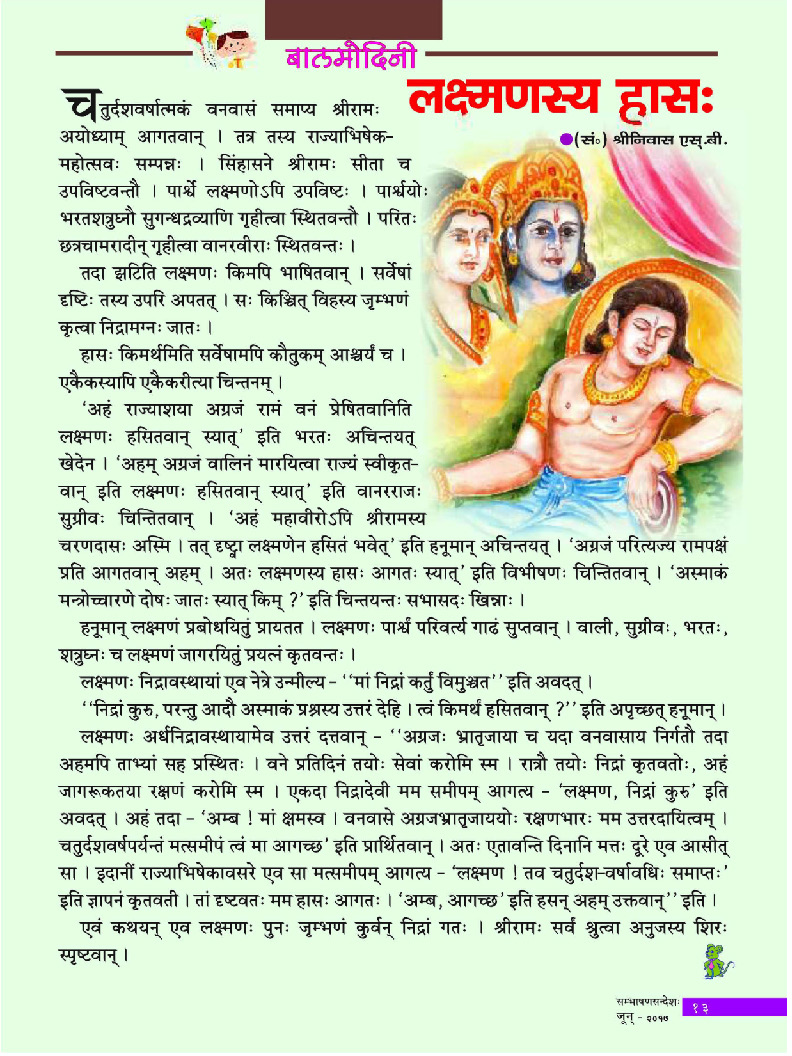 बालमोदिनी
लक्ष्मणस्य हासः
(सं॰) श्रीनिवास एस्.बी.
चतुर्दशवर्षात्मकं वनवासं समाप्य श्रीरामः
अयोध्याम् आगतवान् । तत्र तस्य राज्याभिषेक-
महोत्सवः सम्पन्नः । सिंहासने श्रीरामः सीता च
उपविष्टवन्तौ । पार्श्वे लक्ष्मणोऽपि उपविष्टः । पार्श्वयोः
भरतशत्रुघ्नौ सुगन्धद्रव्याणि गृहीत्वा स्थितवन्तौ । परितः
छत्रचामरादीन् गृहीत्वा वानरवीराः स्थितवन्तः ।
तदा झटिति लक्ष्मणः किमपि भाषितवान् । सर्वेषां
दृष्टिः तस्य उपरि अपतत् । सः किञ्चित् विहस्य जृम्भणं
कृत्वा निद्रामग्नः जातः ।
हासः किमर्थमिति सर्वेषामपि कौतुकम् आश्चर्यं च ।
एकैकस्यापि एकैकरीत्या चिन्तनम् ।
‘अहं राज्याशया अग्रजं रामं वनं प्रेषितवानिति
लक्ष्मणः हसितवान् स्यात्’ इति भरतः अचिन्तयत्
खेदेन । ‘अहम् अग्रजं वालिनं मारयित्वा राज्यं स्वीकृत-
वान् इति लक्ष्मणः हसितवान् स्यात्’ इति वानरराजः
सुग्रीवः चिन्तितवान् । ‘अहं महावीरोऽपि श्रीरामस्य
चरणदासः अस्मि । तत् दृष्ट्वा लक्ष्मणेन हसितं भवेत्’ इति हनूमान् अचिन्तयत् । ‘अग्रजं परित्यज्य रामपक्षं
प्रति आगतवान् अहम् । अतः लक्ष्मणस्य हासः आगतः स्यात्’ इति विभीषणः चिन्तितवान् । ‘अस्माकं
मन्त्रोच्चारणे दोषः जातः स्यात् किम् ?’ इति चिन्तयन्तः सभासदः खिन्नाः ।
हनूमान् लक्ष्मणं प्रबोधयितुं प्रायतत । लक्ष्मणः पार्श्वं परिवर्त्य गाढं सुप्तवान् । वाली, सुग्रीवः, भरतः,
शत्रुघ्नः च लक्ष्मणं जागरयितुं प्रयत्नं कृतवन्तः ।
लक्ष्मणः निद्रावस्थायां एव नेत्रे उन्मील्य - ‘‘मां निद्रां कर्तुं विमुञ्चत’’ इति अवदत् ।
‘‘निद्रां कुरु, परन्तु आदौ अस्माकं प्रश्नस्य उत्तरं देहि । त्वं किमर्थं हसितवान् ?’’ इति अपृच्छत् हनूमान् ।
लक्ष्मणः अर्धनिद्रावस्थायामेव उत्तरं दत्तवान् - ‘‘अग्रजः भ्रातृजाया च यदा वनवासाय निर्गतौ तदा
अहमपि ताभ्यां सह प्रस्थितः । वने प्रतिदिनं तयोः सेवां करोमि स्म । रात्रौ तयोः निद्रां कृतवतोः, अहं
जागरूकतया रक्षणं करोमि स्म । एकदा निद्रादेवी मम समीपम् आगत्य - ‘लक्ष्मण, निद्रां कुरु’ इति
अवदत् । अहं तदा - ‘अम्ब ! मां क्षमस्व । वनवासे अग्रजभ्रातृजाययोः रक्षणभारः मम उत्तरदायित्वम् ।
चतुर्दशवर्षपर्यन्तं मत्समीपं त्वं मा आगच्छ’ इति प्रार्थितवान् । अतः एतावन्ति दिनानि मत्तः दूरे एव आसीत्
सा । इदानीं राज्याभिषेकावसरे एव सा मत्समीपम् आगत्य - ‘लक्ष्मण ! तव चतुर्दश-वर्षावधिः समाप्तः’
इति ज्ञापनं कृतवती । तां दृष्टवतः मम हासः आगतः । ‘अम्ब, आगच्छ’ इति हसन् अहम् उक्तवान्’’ इति ।
एवं कथयन् एव लक्ष्मणः पुनः जृम्भणं कुर्वन् निद्रां गतः । श्रीरामः सर्वं श्रुत्वा अनुजस्य शिरः
स्पृष्टवान् ।
सम्भाषणसन्देशः
जून् - २०१७
१३